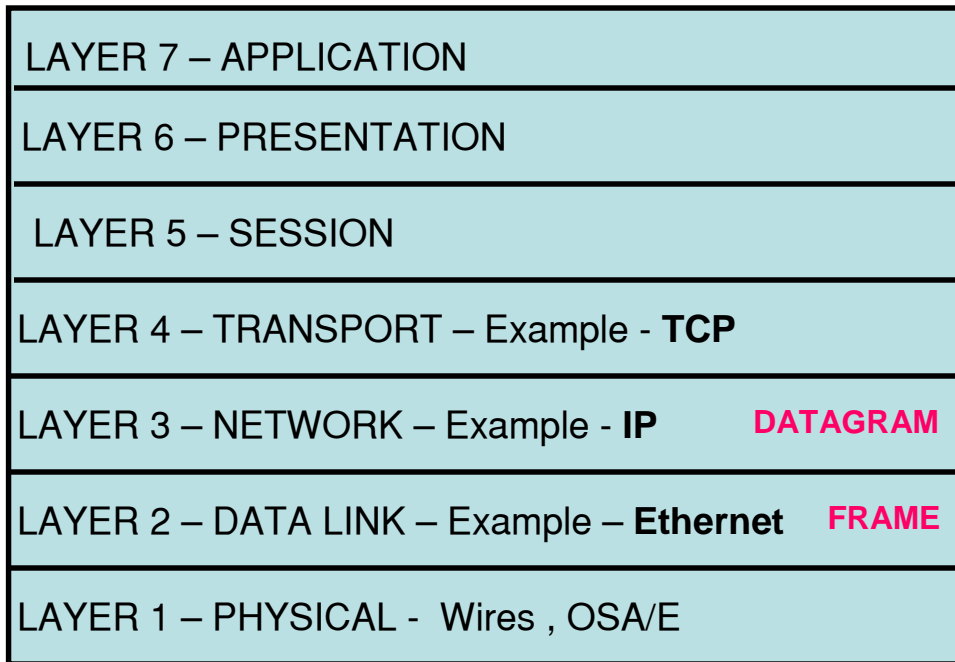 LAYER 7 – APPLICATION
LAYER 6 – PRESENTATION
LAYER 5 – SESSION
LAYER 4 – TRANSPORT – Example - TCP
LAYER 3 – NETWORK – Example - IP DATAGRAM
LAYER 2 – DATA LINK – Example – Ethernet FRAME
LAYER 1 – PHYSICAL - Wires , OSA/E